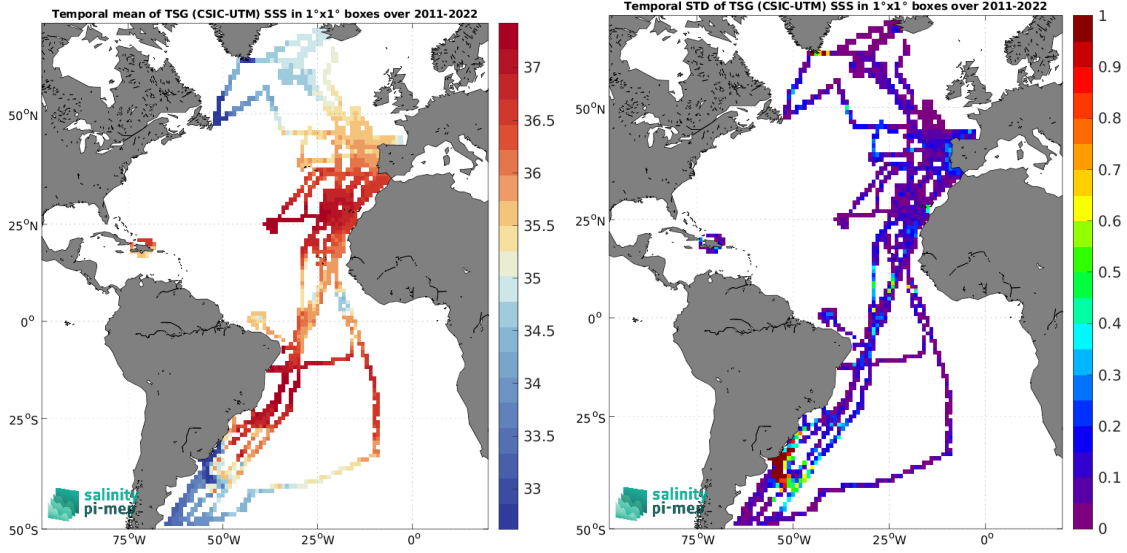 Temporal mean of TSG (CSIC-UTM) SSS in 1°x1° boxes over 2011-2022
37
36.5
36
35.5
35
34.5
34
33.5
33
50°N
25°N
0°
25°S
50°S
75°W
50°W
25°W
0°
salinity
pi-mep
Temporal STD of TSG (CSIC-UTM) SSS in 1°x1° boxes over 2011-2022
1
0.9
0.8
0.7
0.6
0.5
0.4
0.3
0.2
0.1
0
50°N
25°N
0°
25°S
50°S
75°W
50°W
25°W
0°
salinity
pi-mep